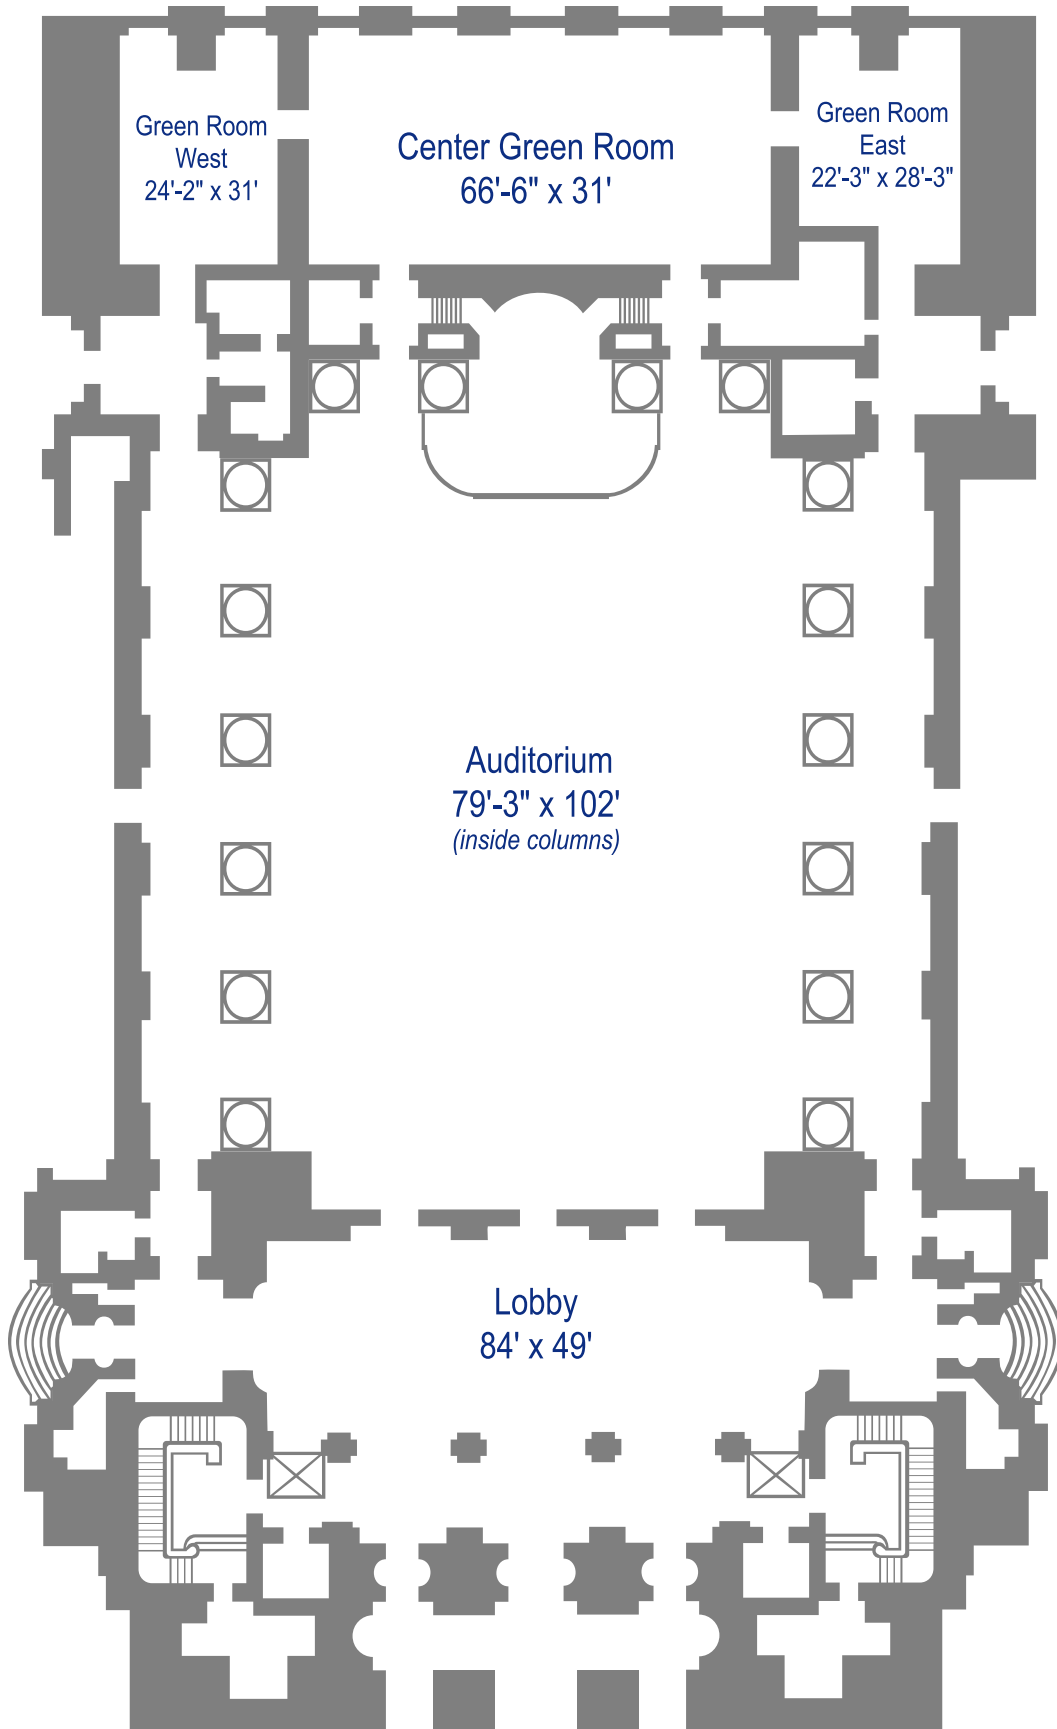 Green Room
West
24'-2" x 31'
Center Green Room
66'-6" x 31'
Green Room
East
22'-3" x 28'-3"
Auditorium
79'-3" x 102'
(inside columns)
Lobby
84' x 49'